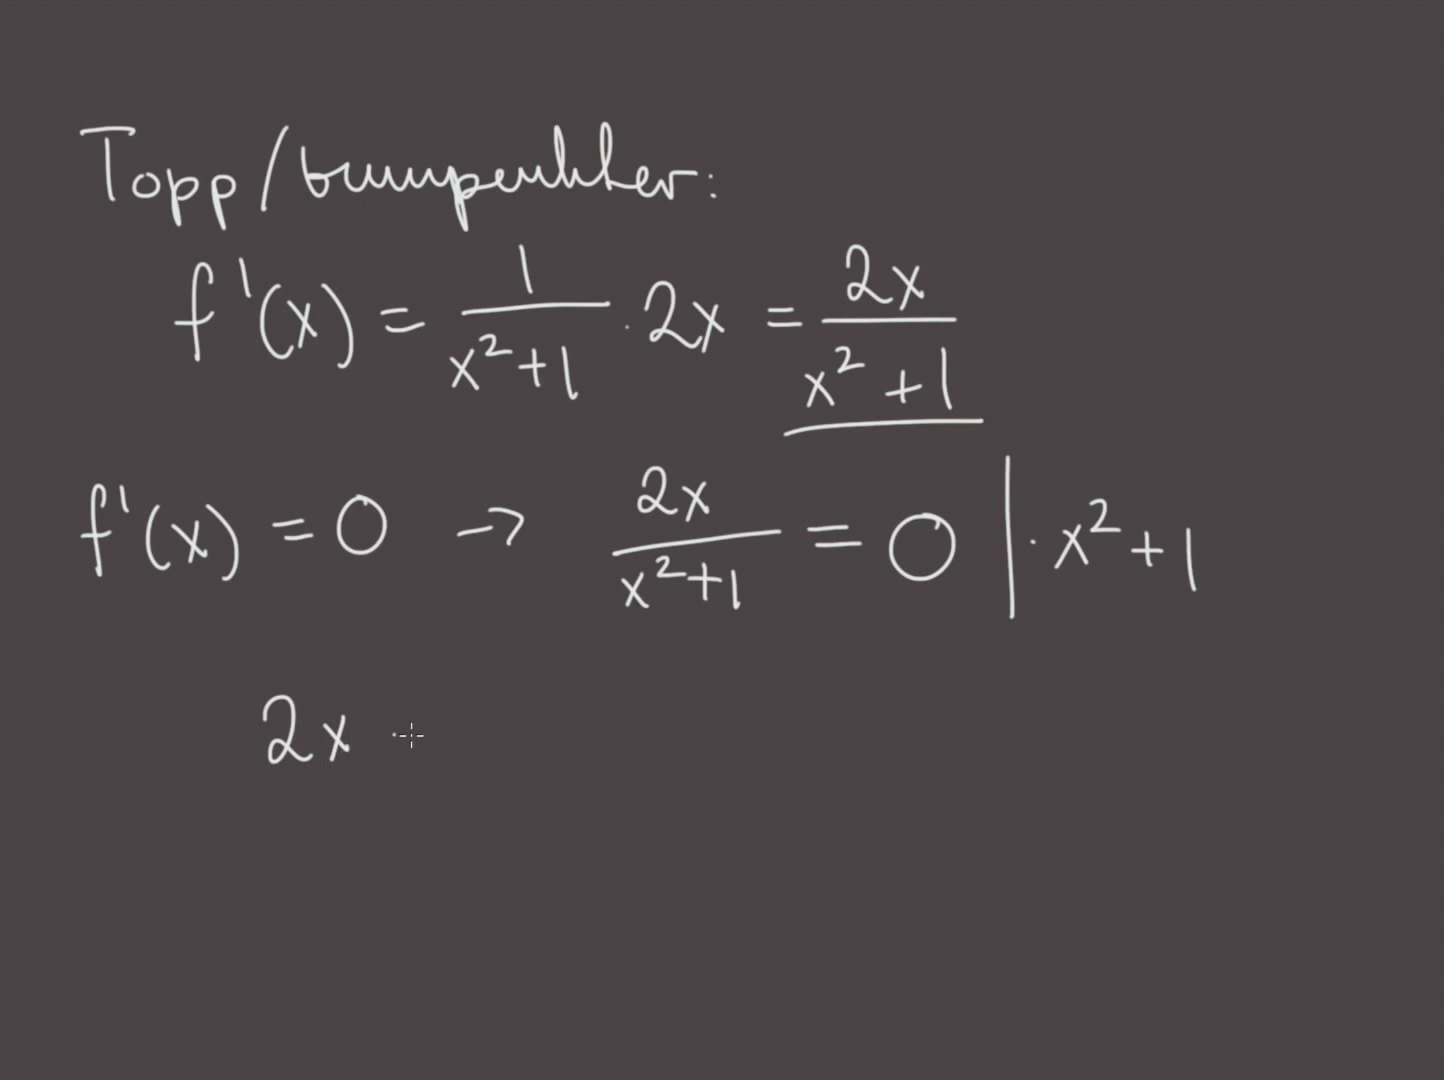 Topp/bunnpunkter:
f'(x) = 1/(x²+1) · 2x = 2x/(x²+1)
f'(x) = 0 → 2x/(x²+1) = 0 | · x²+1
2x